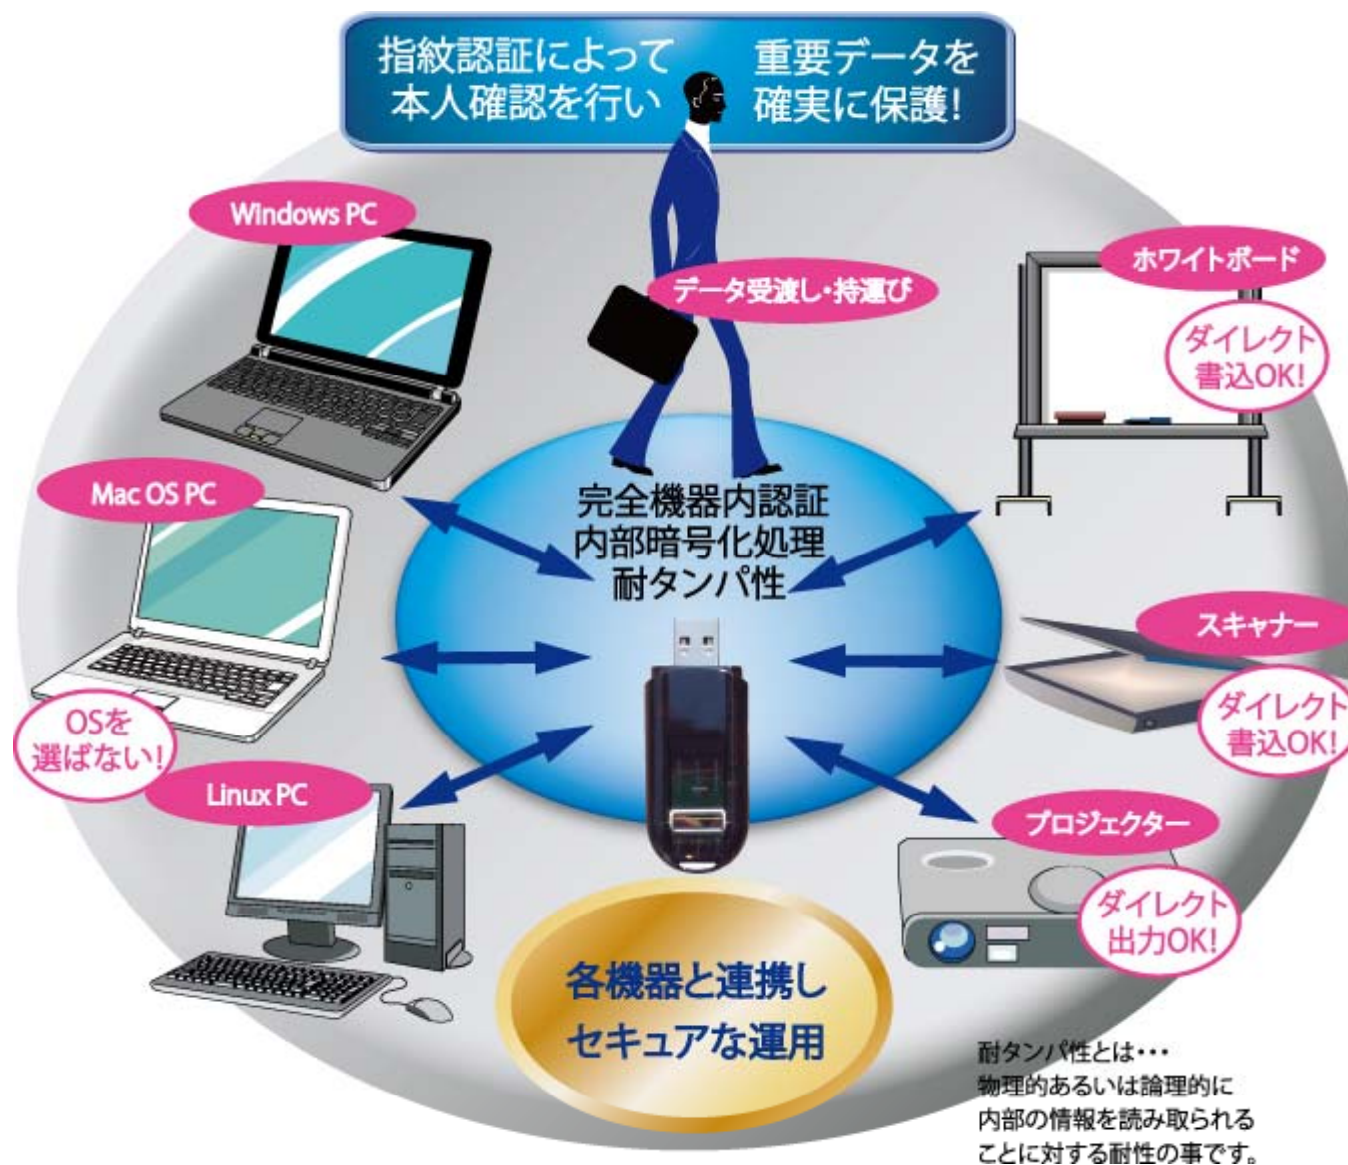 指紋認証によって
本人確認を行い
重要データを
確実に保護!
Windows PC
データ受渡し・持運び
ホワイトボード
ダイレクト
書込OK!
Mac OS PC
完全機器内認証
内部暗号化処理
耐タンパ性
スキャナー
ダイレクト
書込OK!
OSを
選ばない!
Linux PC
プロジェクター
ダイレクト
出力OK!
各機器と連携し
セキュアな運用
耐タンパ性とは・・・
物理的あるいは論理的に
内部の情報を読み取られる
ことに対する耐性の事です。